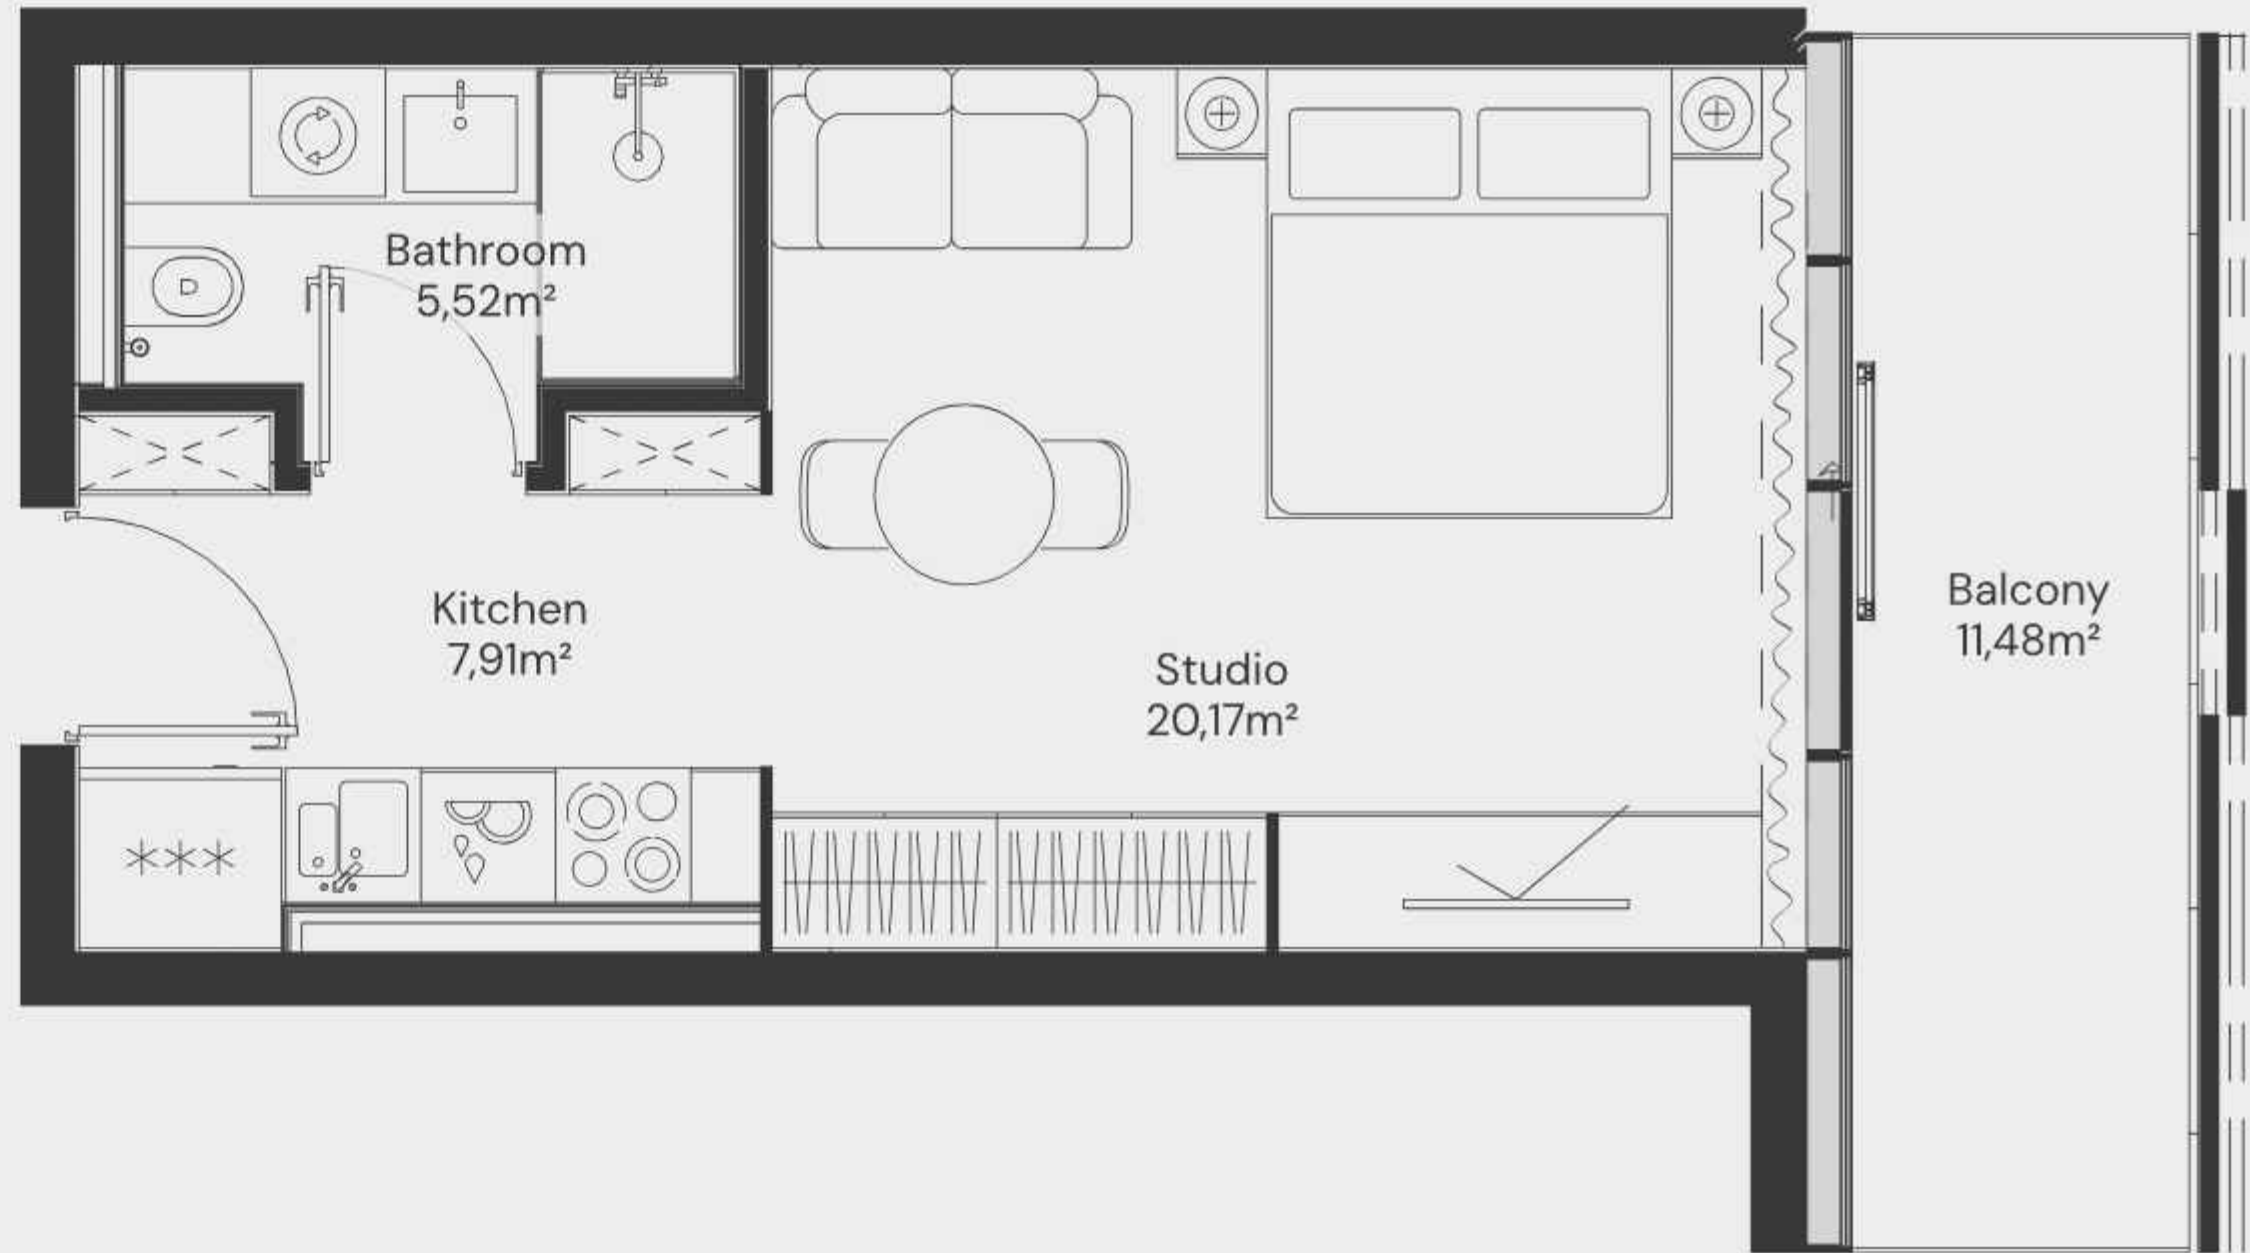 Bathroom
5,52m²
Kitchen
7,91m²
Studio
20,17m²
Balcony
11,48m²